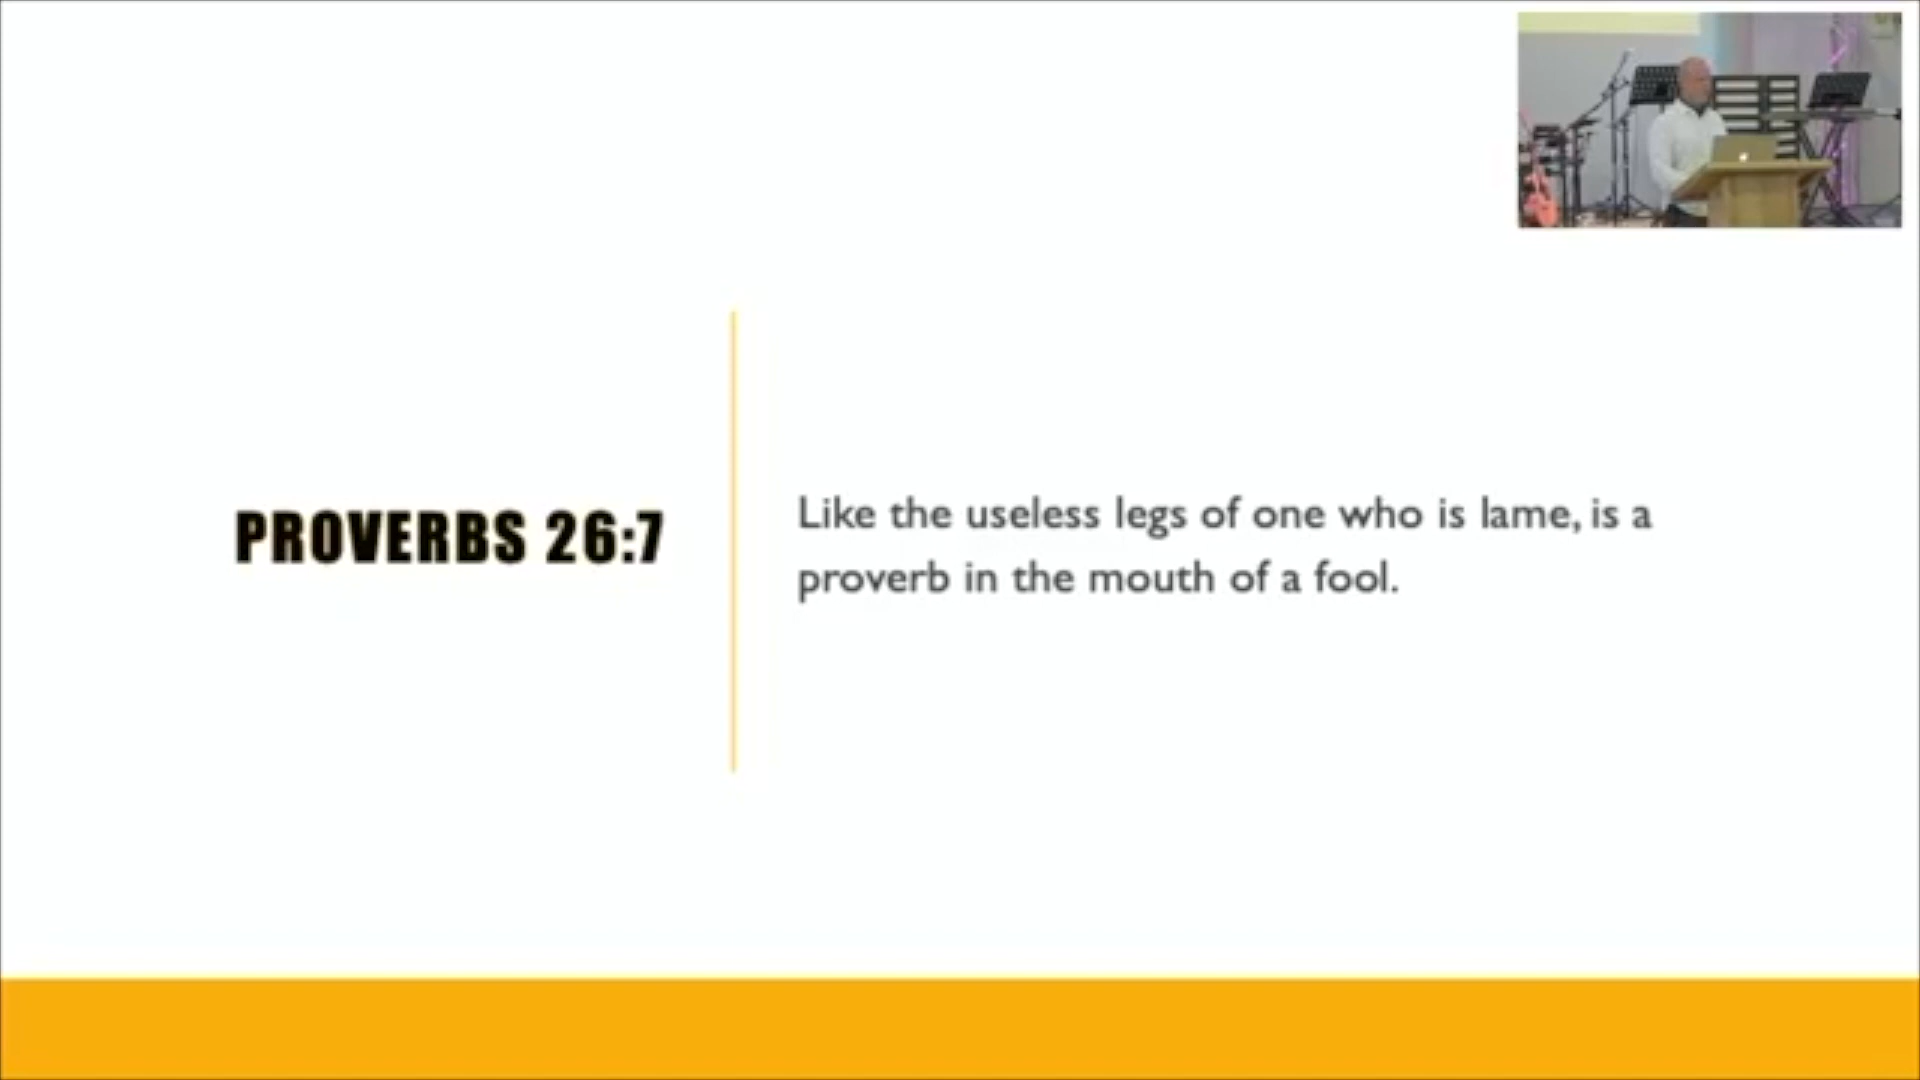 PROVERBS 26:7
Like the useless legs of one who is lame, is a
proverb in the mouth of a fool.